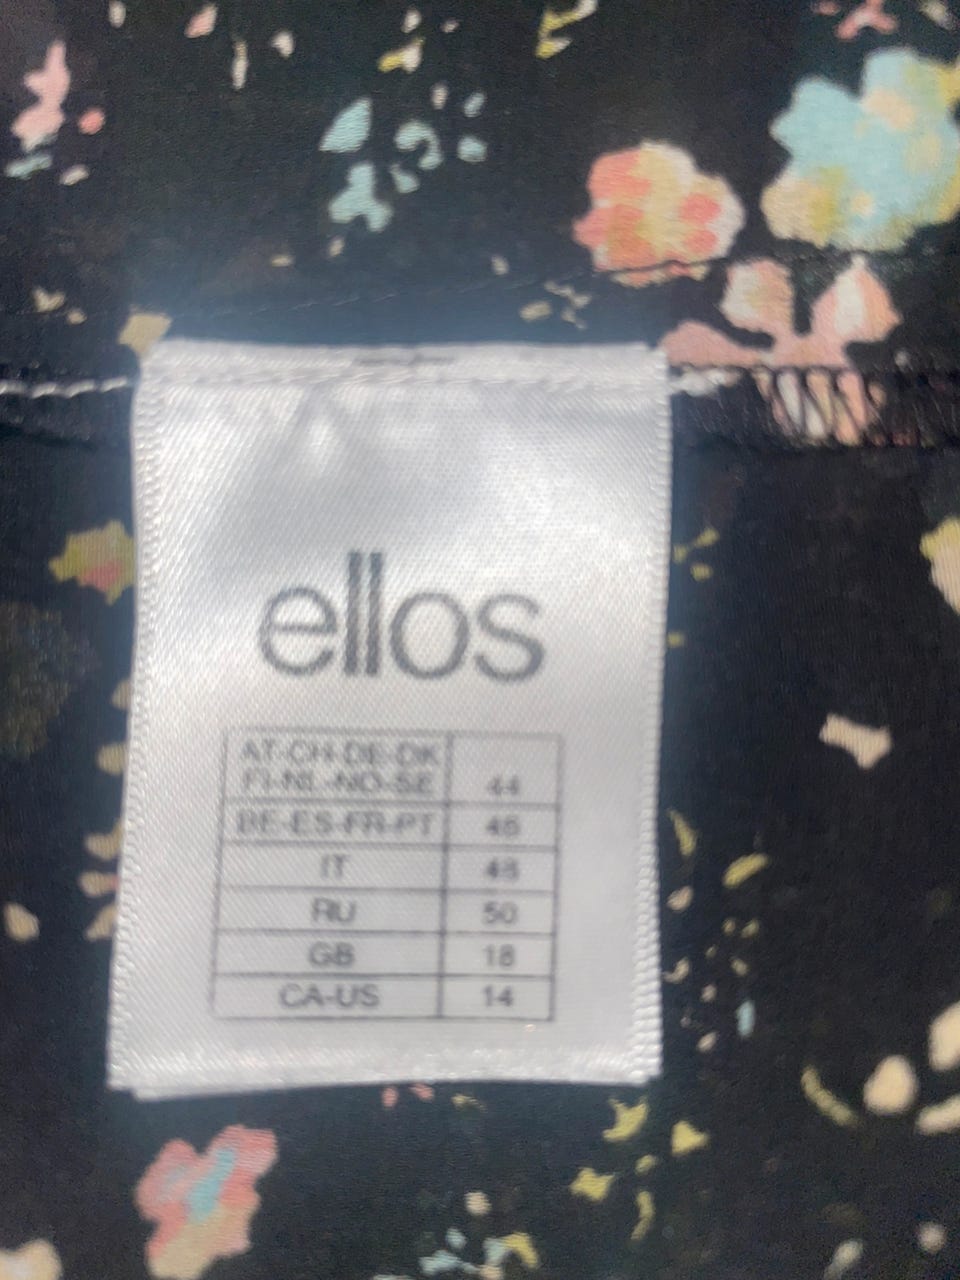 ellos
AT-CH-DE-DK
FI-NL-NO-SE 44
BE-ES-FR-PT 46
IT 48
RU 50
GB 18
CA-US 14